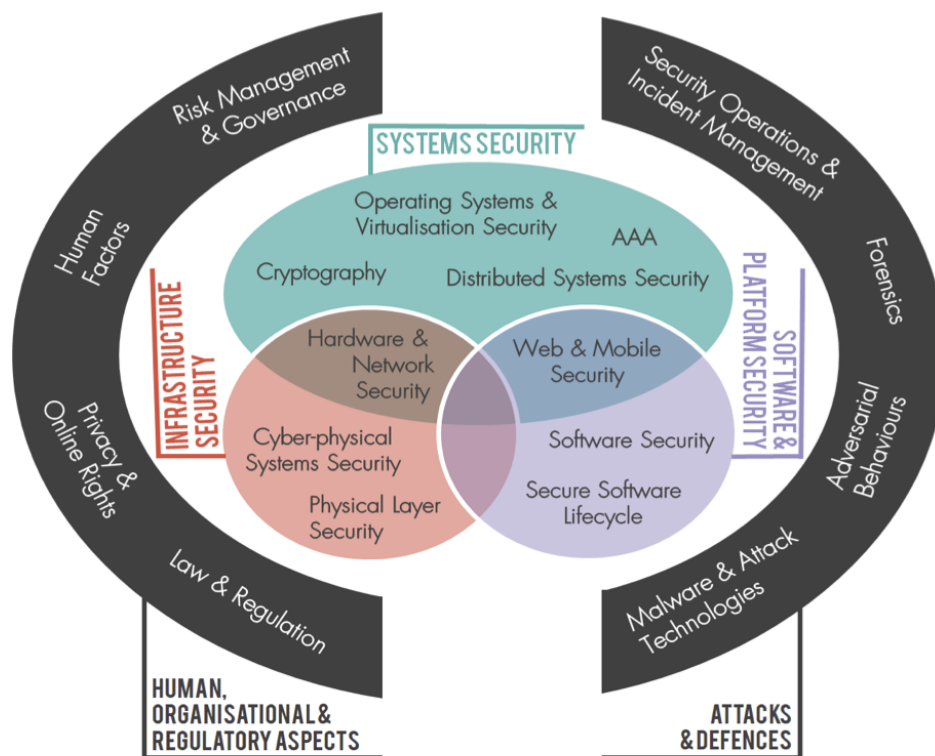 Risk Management
& Governance
Human
Factors
Privacy &
Online Rights
Law & Regulation
HUMAN,
ORGANISATIONAL &
REGULATORY ASPECTS
SYSTEMS SECURITY
Operating Systems &
Virtualisation Security
AAA
Cryptography
Distributed Systems Security
INFRASTRUCTURE
SECURITY
Hardware &
Network
Security
Cyber-physical
Systems Security
Physical Layer
Security
Web & Mobile
Security
Software Security
Secure Software
Lifecycle
SOFTWARE &
PLATFORM SECURITY
Security Operations &
Incident Management
Forensics
Adversarial
Behaviours
Malware & Attack
Technologies
ATTACKS
& DEFENCES